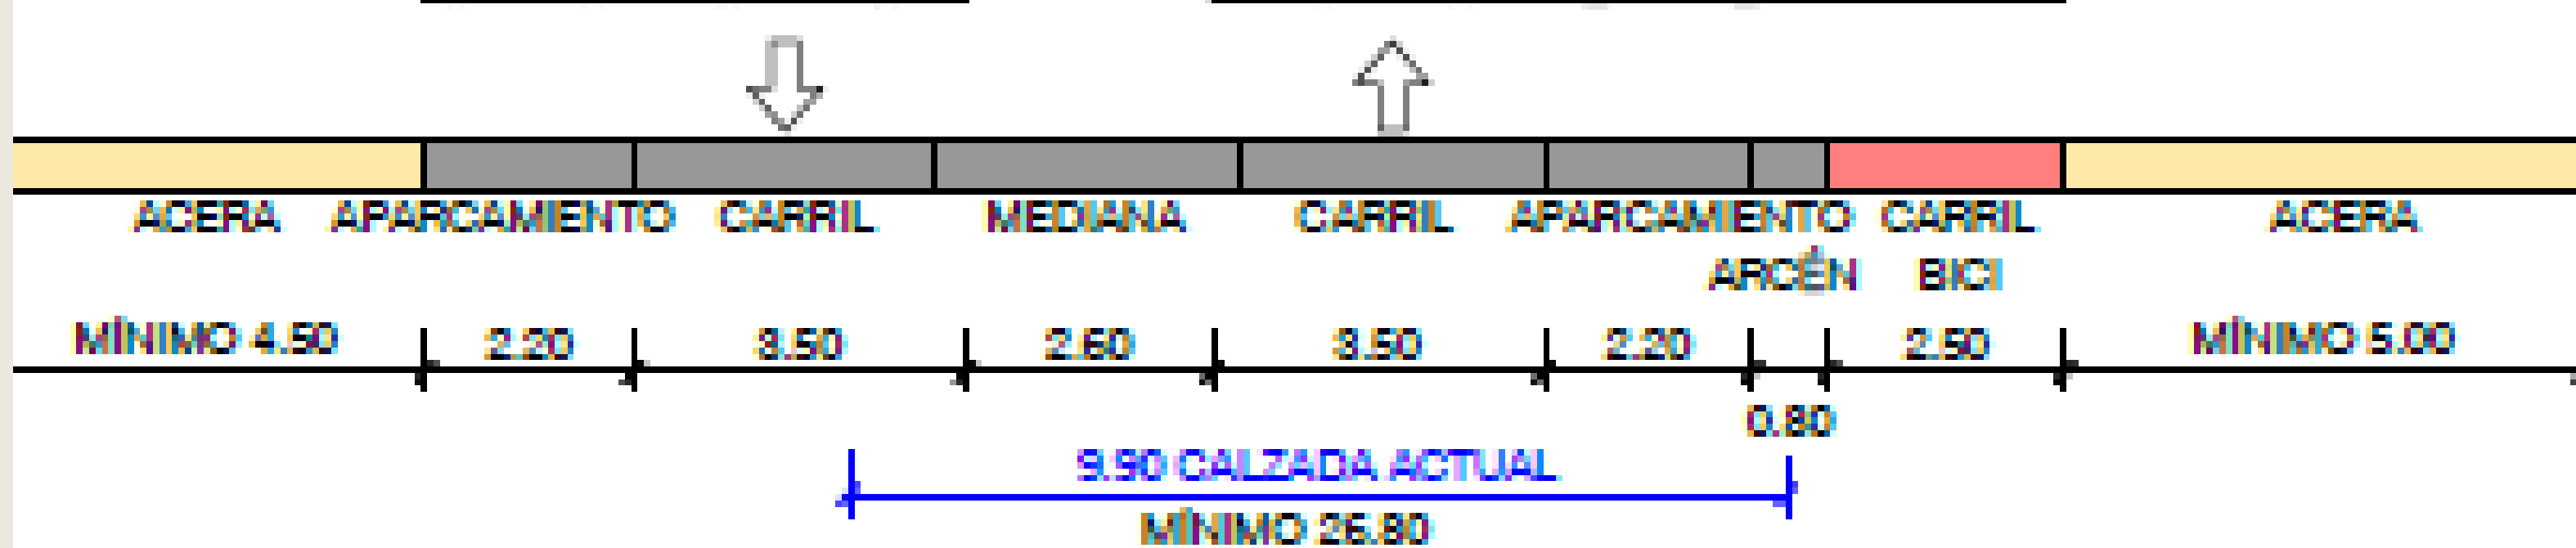 ACERA APARCAMIENTO CARRIL MEDIANA CARRIL APARCAMIENTO CARRIL ACERA
ARCÉN BICI
MÍNIMO 4.50 2.20 3.50 2.60 3.50 2.20 2.50 MÍNIMO 5.00
0.80
9.90 CALZADA ACTUAL
MÍNIMO 26.80